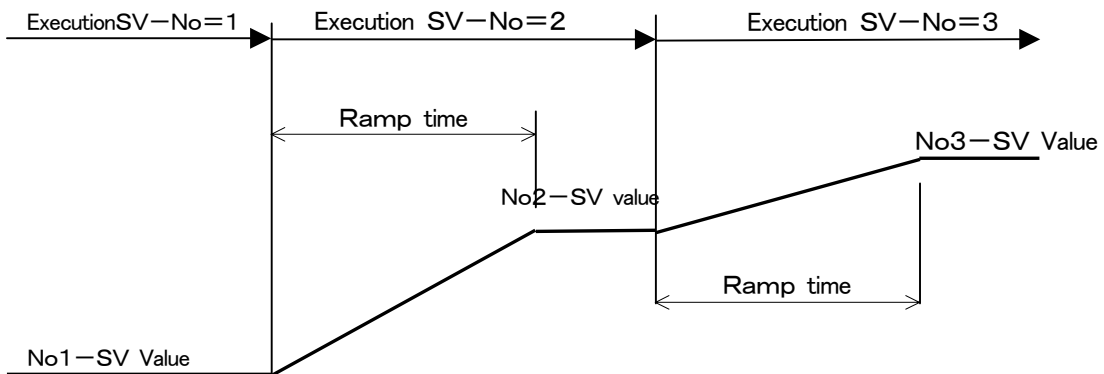 ExecutionSV－No＝1
Execution SV－No＝2
Execution SV－No＝3
Ramp time
No3－SV Value
No2－SV value
Ramp time
No1－SV Value